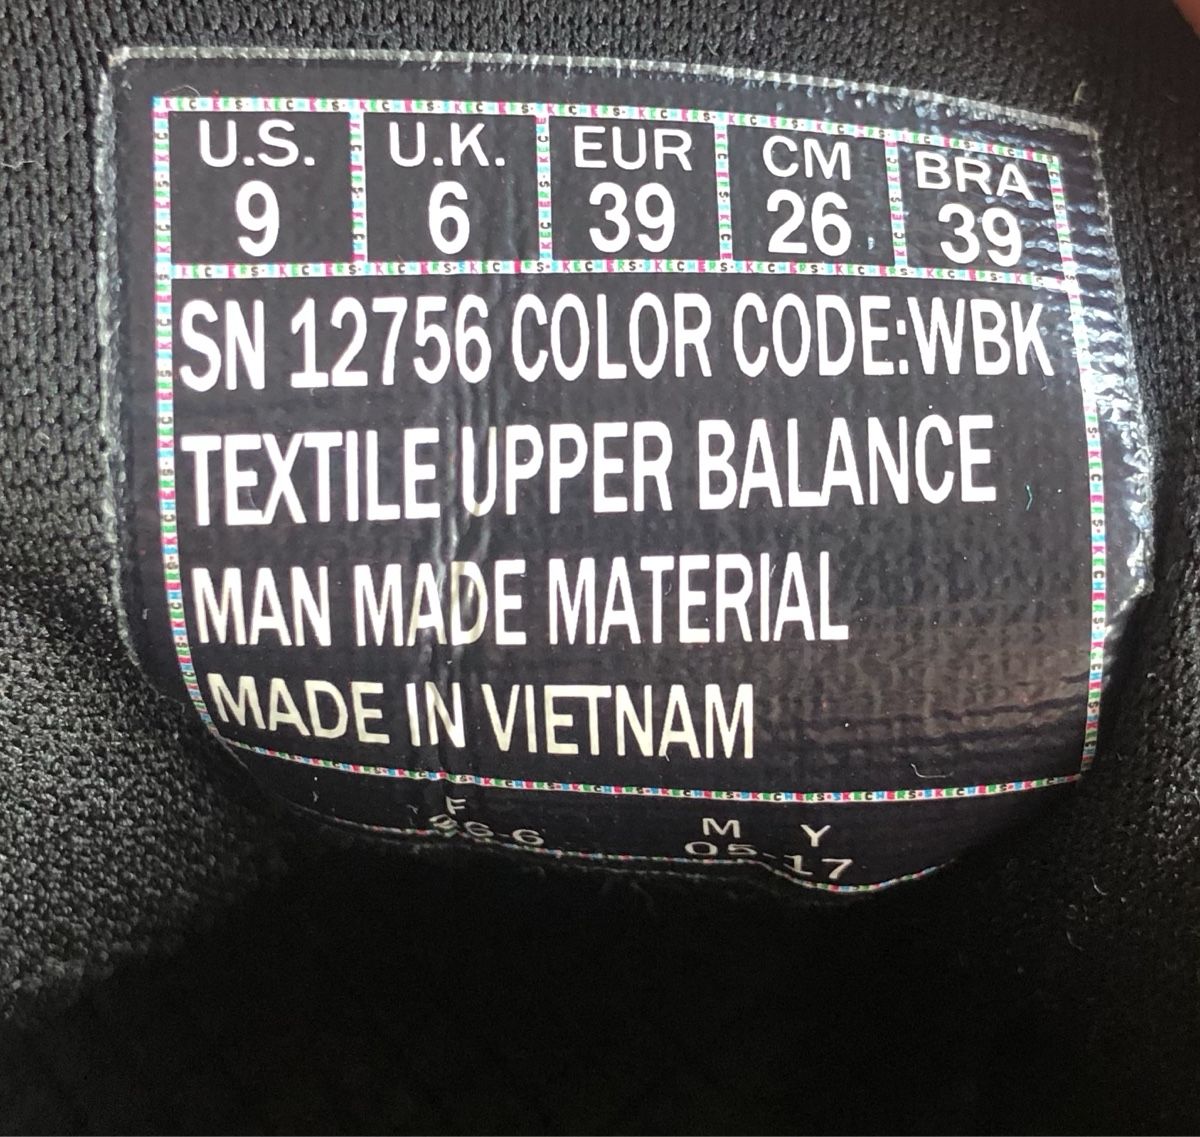 U.S. U.K. EUR CM BRA
9 6 39 26 39
SN 12756 COLOR CODE:WBK
TEXTILE UPPER BALANCE
MAN MADE MATERIAL
MADE IN VIETNAM
F M Y
05-17
SKECHERS